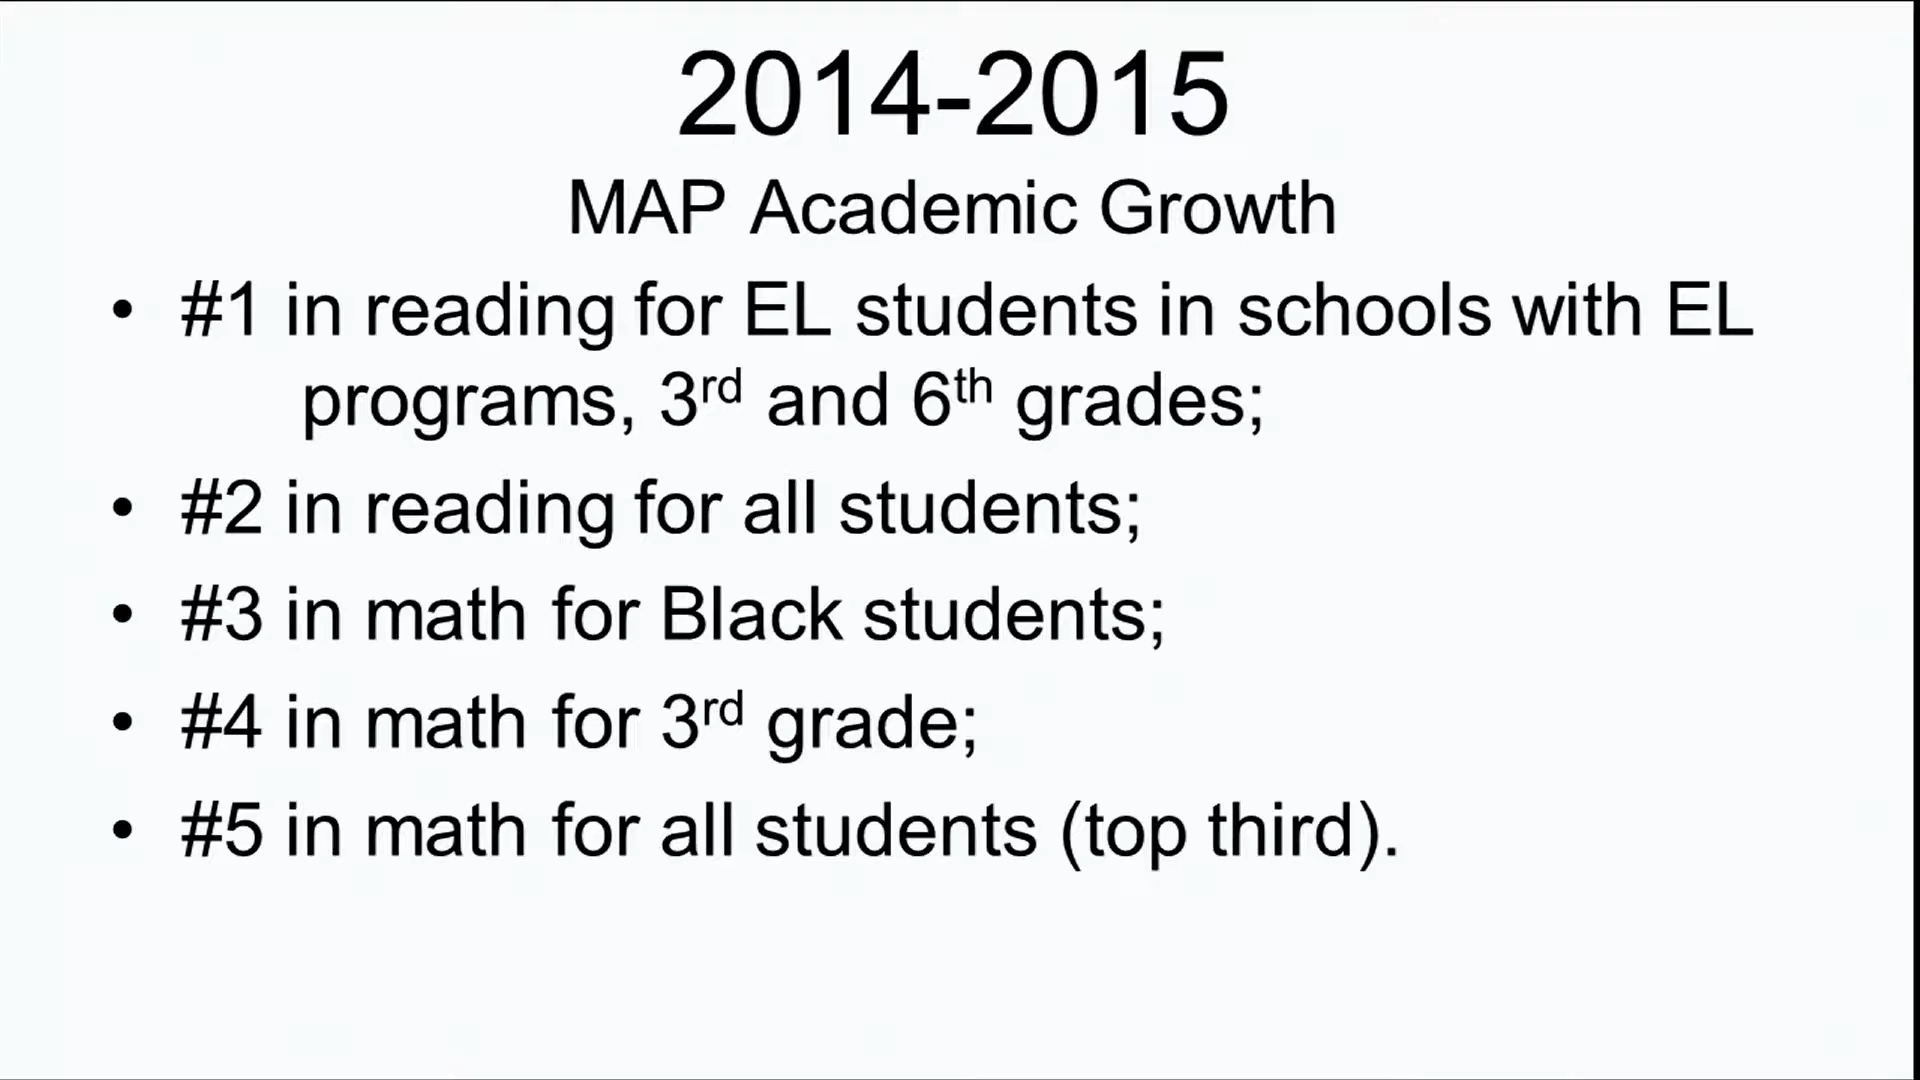 2014-2015
MAP Academic Growth
• #1 in reading for EL students in schools with EL
programs, 3rd and 6th grades;
• #2 in reading for all students;
• #3 in math for Black students;
• #4 in math for 3rd grade;
• #5 in math for all students (top third).